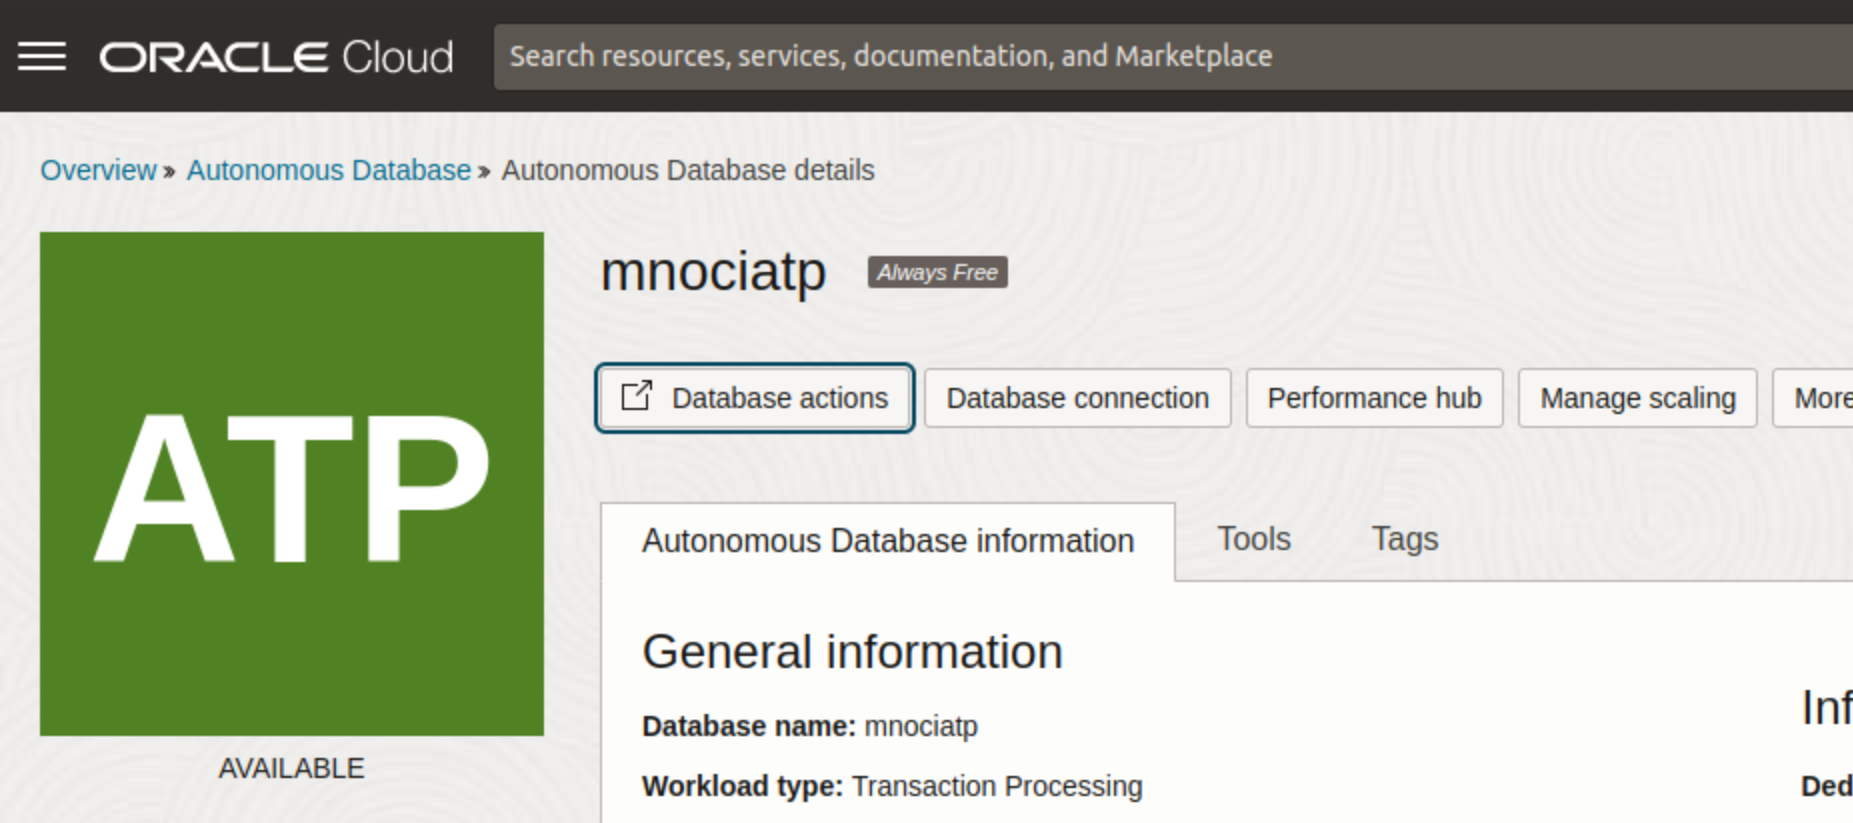 ORACLE Cloud
Search resources, services, documentation, and Marketplace
Overview » Autonomous Database » Autonomous Database details
ATP
AVAILABLE
mnociatp
Always Free
Database actions
Database connection
Performance hub
Manage scaling
More
Autonomous Database information
Tools
Tags
General information
Database name: mnociatp
Workload type: Transaction Processing
Inf
Ded